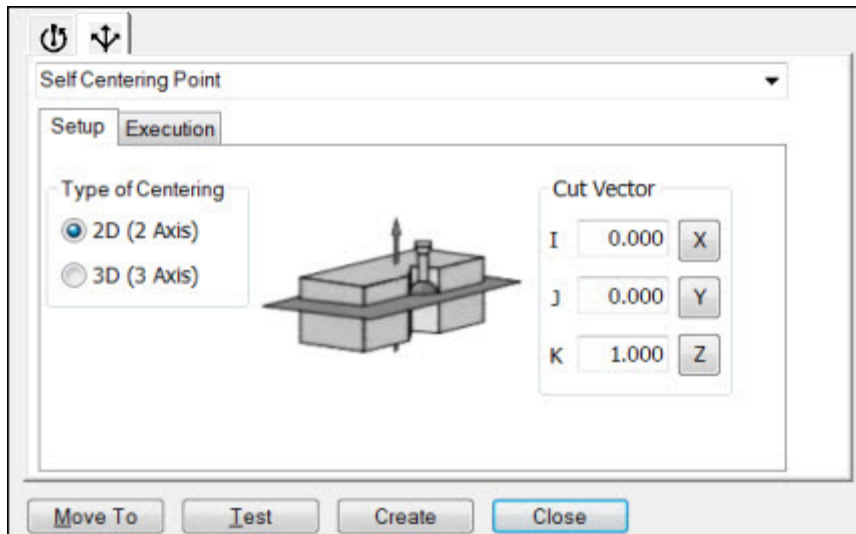 Self Centering Point
Setup Execution
Type of Centering
2D (2 Axis)
3D (3 Axis)
Cut Vector
I 0.000 X
J 0.000 Y
K 1.000 Z
Move To Test Create Close